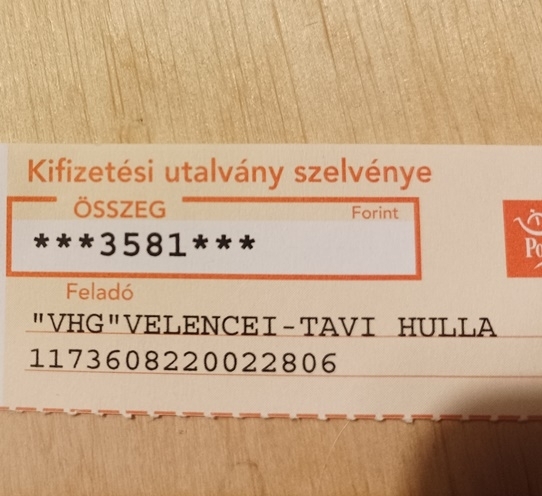 Kifizetési utalvány szelvénye
ÖSSZEG
Forint
***3581***
Feladó
"VHG"VELENCEI-TAVI HULLA
1173608220022806